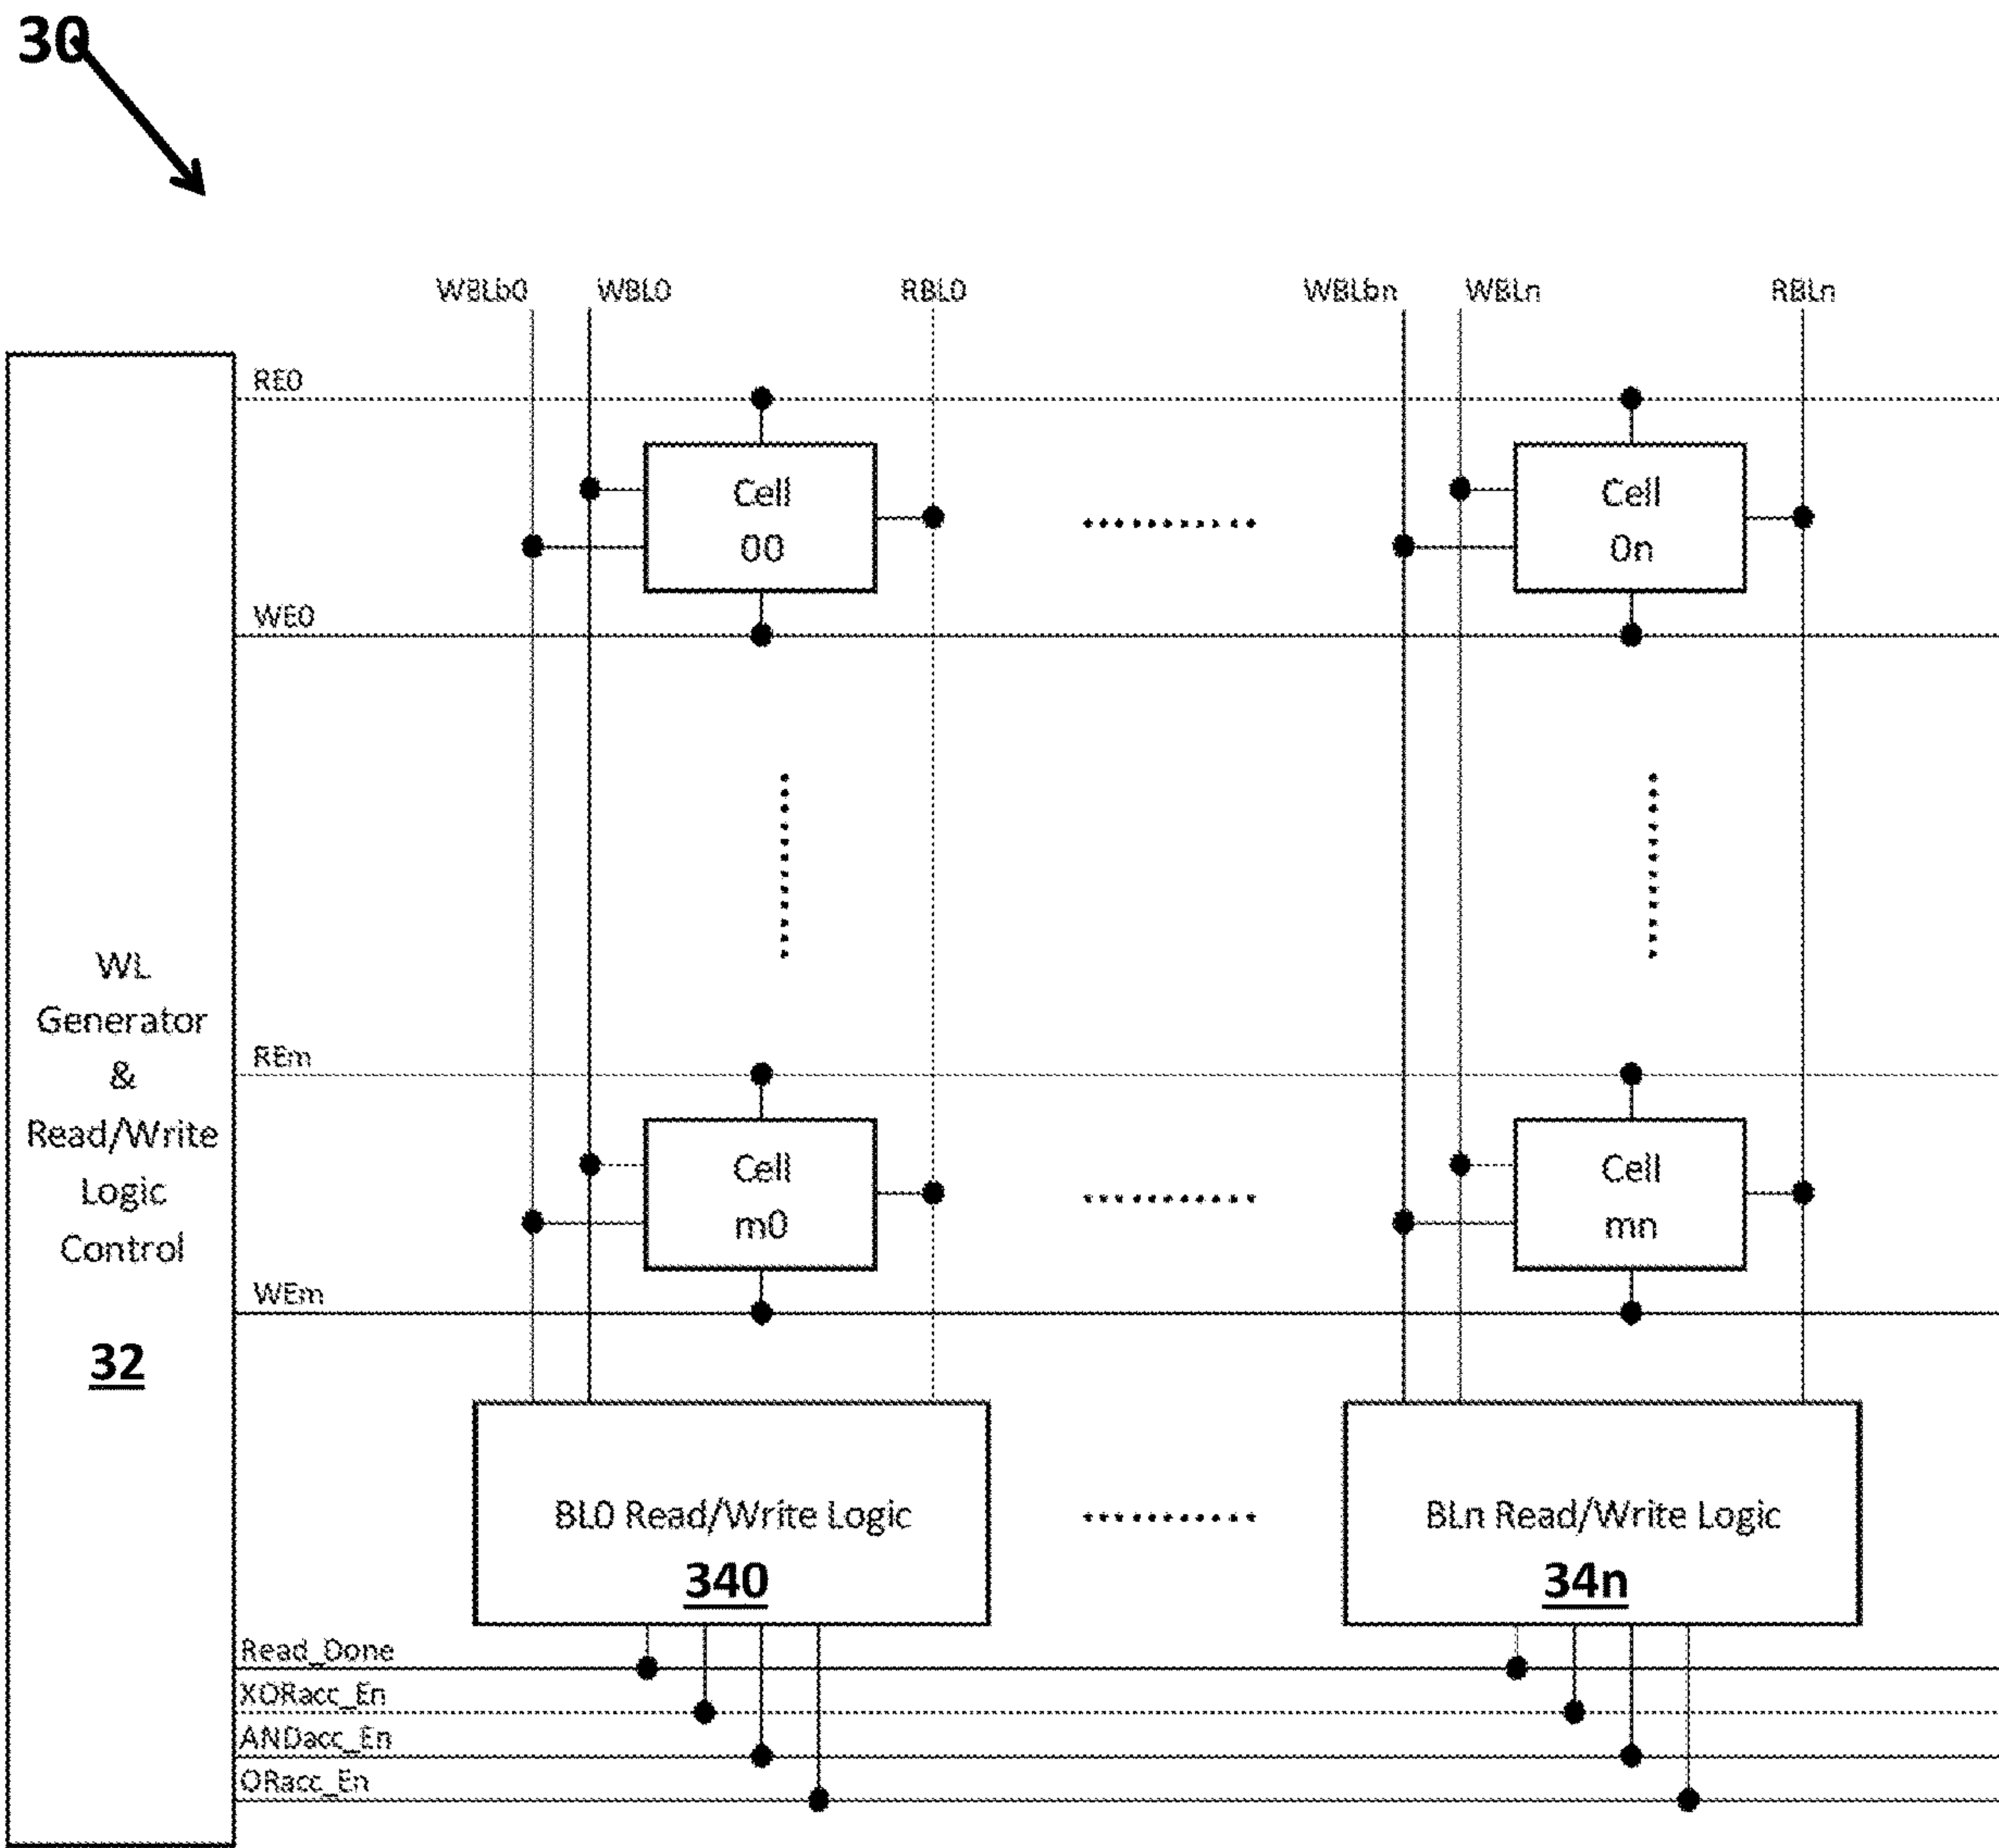 30
WBLb0 WBL0 RBL0 WBLbn WBLn RBLn
RE0
Cell
00
Cell
0n
WE0
WL
Generator
&
Read/Write
Logic
Control
32
REm
Cell
m0
Cell
mn
WEm
BL0 Read/Write Logic
340
BLn Read/Write Logic
34n
Read_Done
XORacc_En
ANDacc_En
ORacc_En